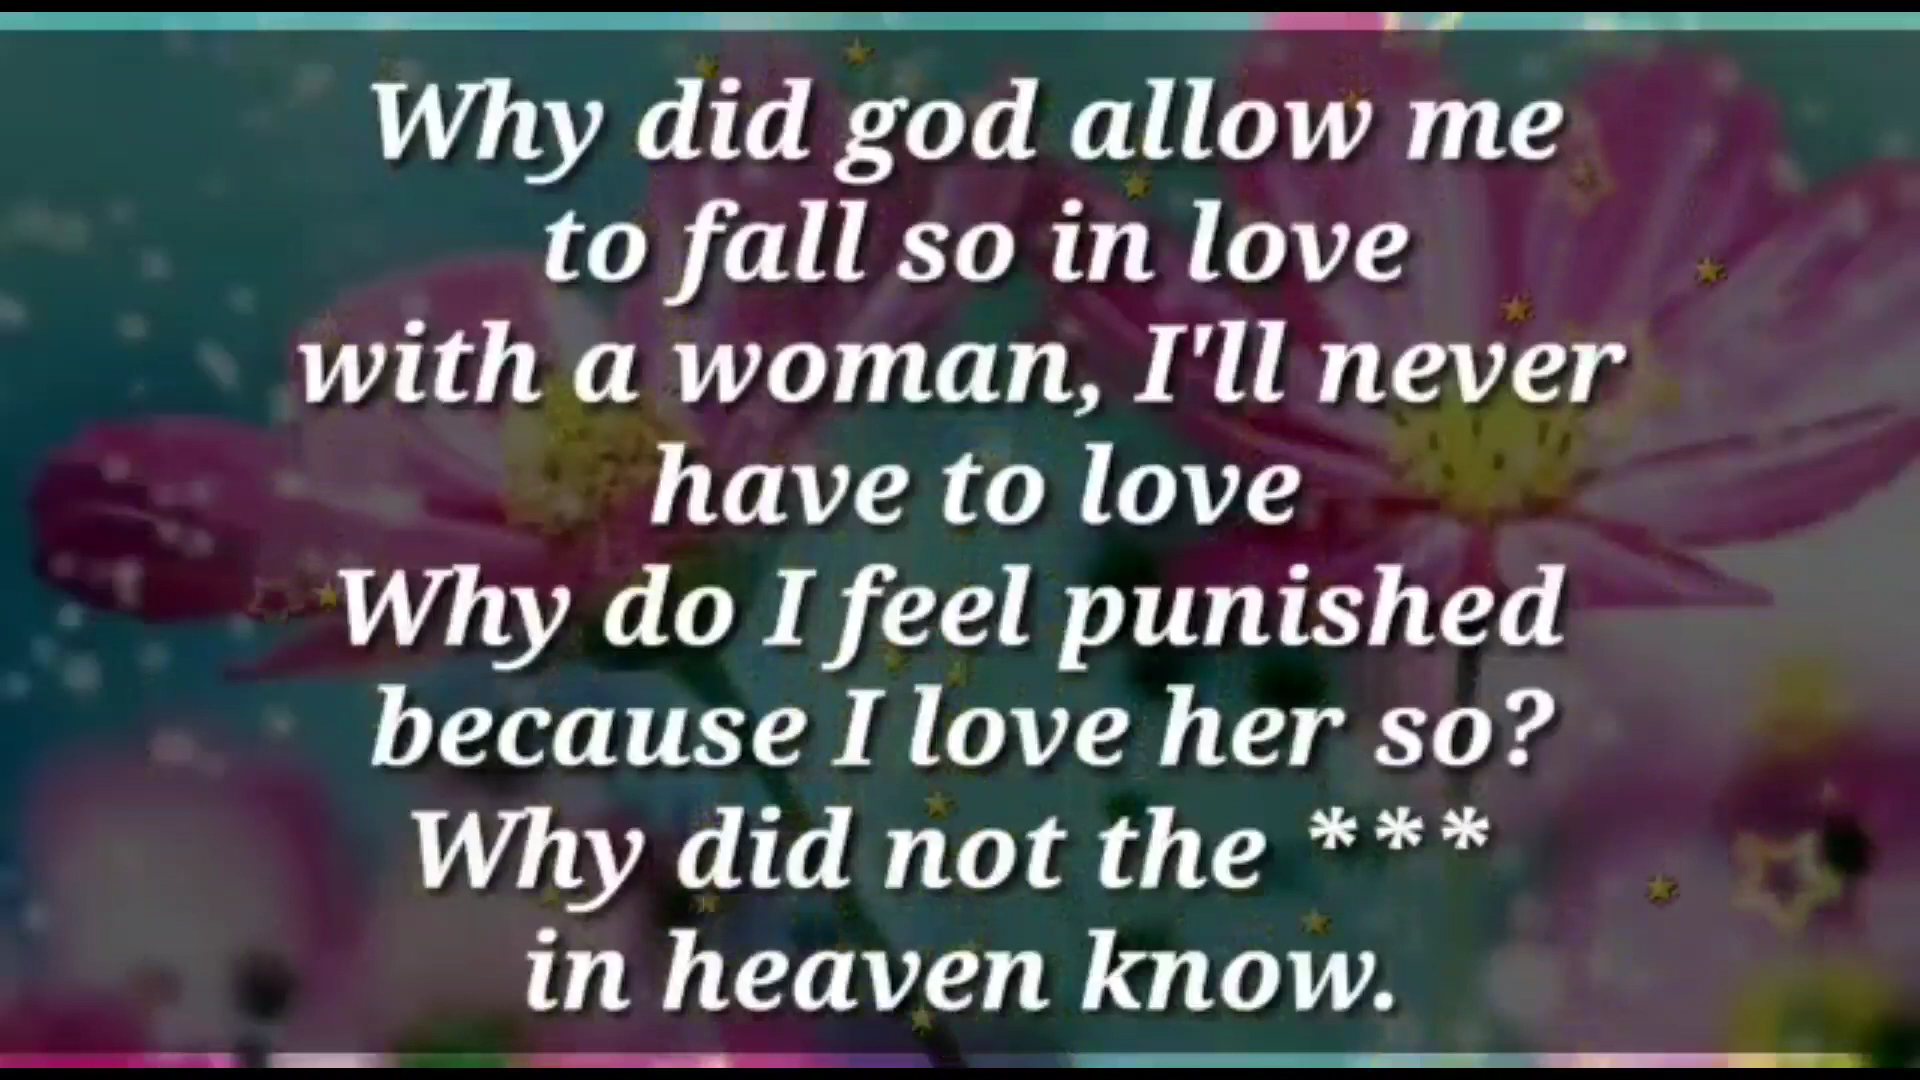 Why did god allow me
to fall so in love
with a woman, I'll never
have to love
Why do I feel punished
because I love her so?
Why did not the ***
in heaven know.